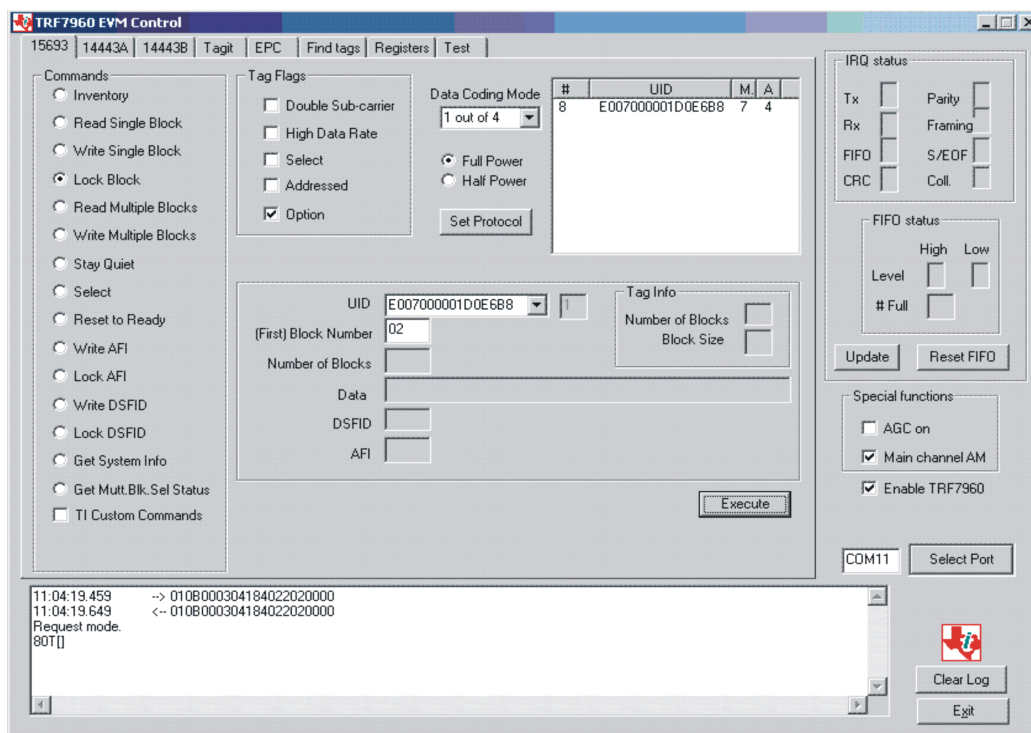 TRF7960 EVM Control
15693 14443A 14443B Tagit EPC Find tags Registers Test
Commands
Inventory
Read Single Block
Write Single Block
Lock Block
Read Multiple Blocks
Write Multiple Blocks
Stay Quiet
Select
Reset to Ready
Write AFI
Lock AFI
Write DSFID
Lock DSFID
Get System Info
Get Mutt.Blk.Sel Status
TI Custom Commands
Tag Flags
Double Sub-carrier
High Data Rate
Select
Addressed
Option
Data Coding Mode
1 out of 4
Full Power
Half Power
Set Protocol
# UID M. A
8 E007000001D0E6B8 7 4
UID E007000001D0E6B8 1
(First) Block Number 02
Number of Blocks
Data
DSFID
AFI
Tag Info
Number of Blocks
Block Size
Execute
IRQ status
Tx Parity
Rx Framing
FIFO S/EOF
CRC Coll.
FIFO status
High Low
Level
# Full
Update Reset FIFO
Special functions
AGC on
Main channel AM
Enable TRF7960
COM11 Select Port
11:04:19.459 --> 010B000304184022020000
11:04:19.649 <-- 010B000304184022020000
Request mode.
80T[]
Clear Log
Exit